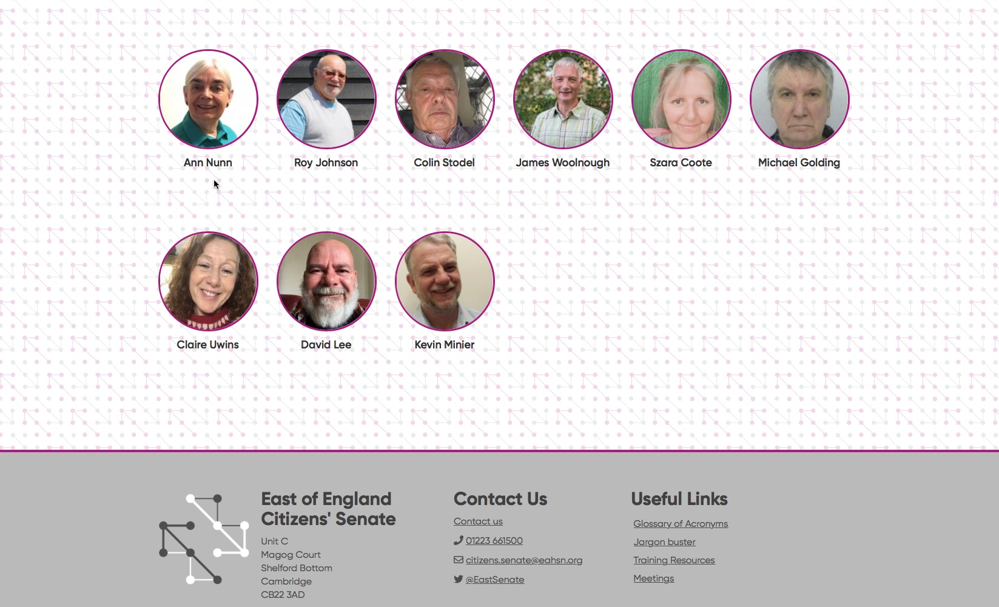 Ann Nunn
Roy Johnson
Colin Stodel
James Woolnough
Szara Coote
Michael Golding
Claire Uwins
David Lee
Kevin Minier
East of England
Citizens' Senate
Unit C
Magog Court
Shelford Bottom
Cambridge
CB22 3AD
Contact Us
Contact us
01223 661500
citizens.senate@eahsn.org
@EastSenate
Useful Links
Glossary of Acronyms
Jargon buster
Training Resources
Meetings